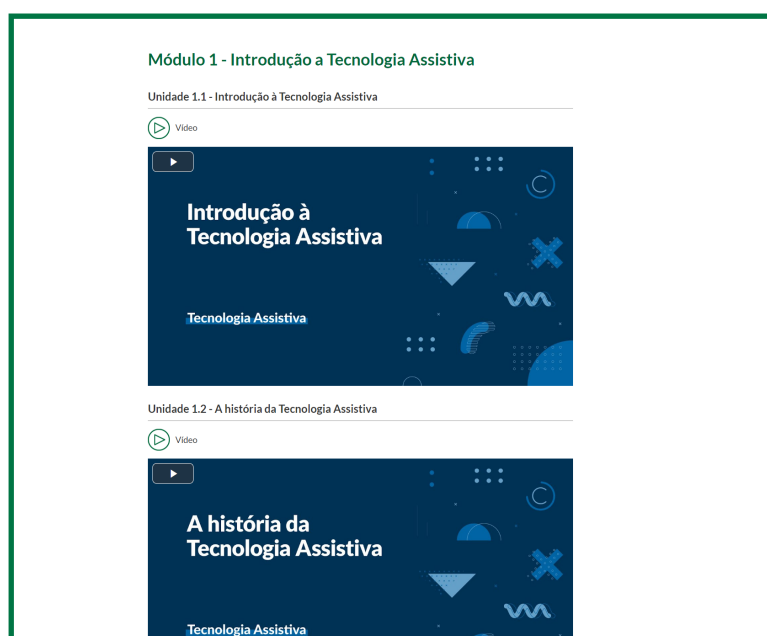 Módulo 1 - Introdução a Tecnologia Assistiva
Unidade 1.1 - Introdução à Tecnologia Assistiva
Vídeo
Introdução à
Tecnologia Assistiva
Tecnologia Assistiva
Unidade 1.2 - A história da Tecnologia Assistiva
Vídeo
A história da
Tecnologia Assistiva
Tecnologia Assistiva